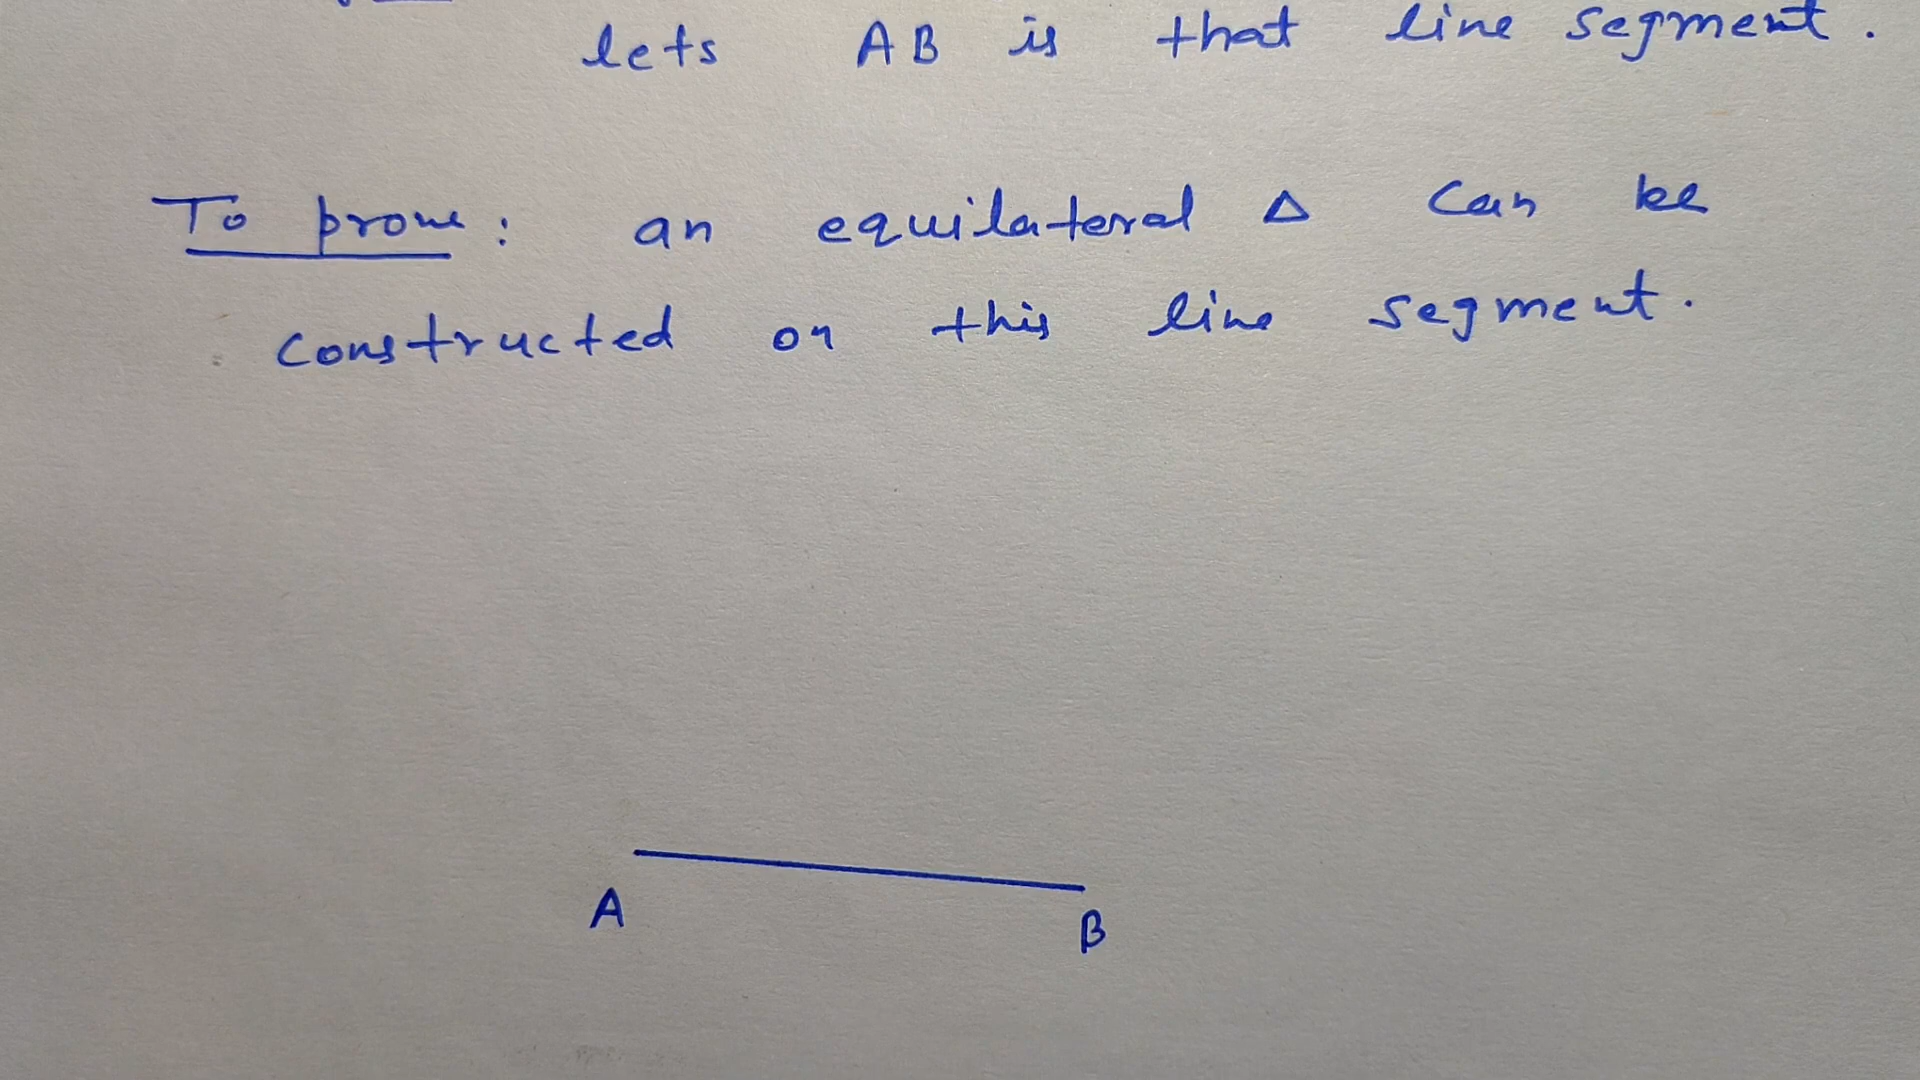 lets AB is that line segment.
To prove: an equilateral Δ can be
constructed on this line segment.
A
B